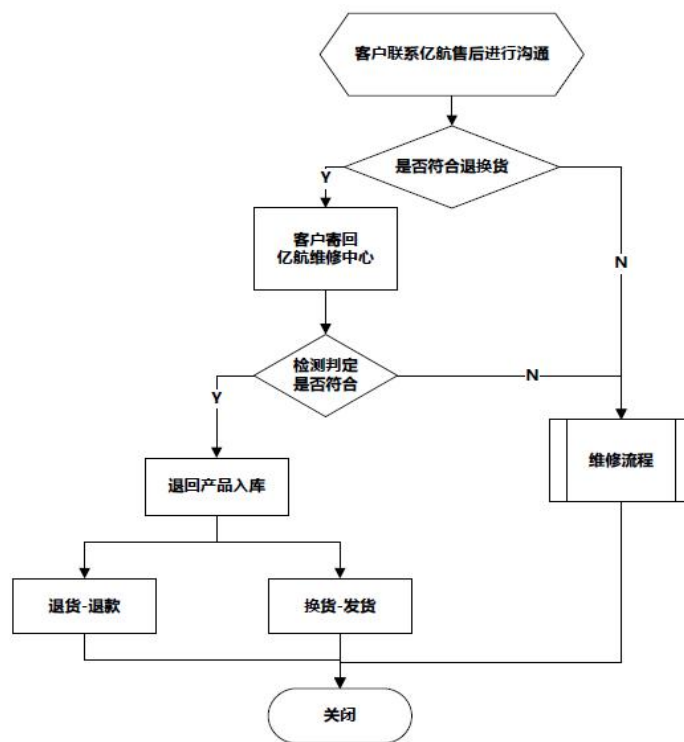 客户联系亿航售后进行沟通
是否符合退换货
Y
客户寄回
亿航维修中心
N
检测判定
是否符合
Y
N
退回产品入库
维修流程
退货-退款
换货-发货
关闭